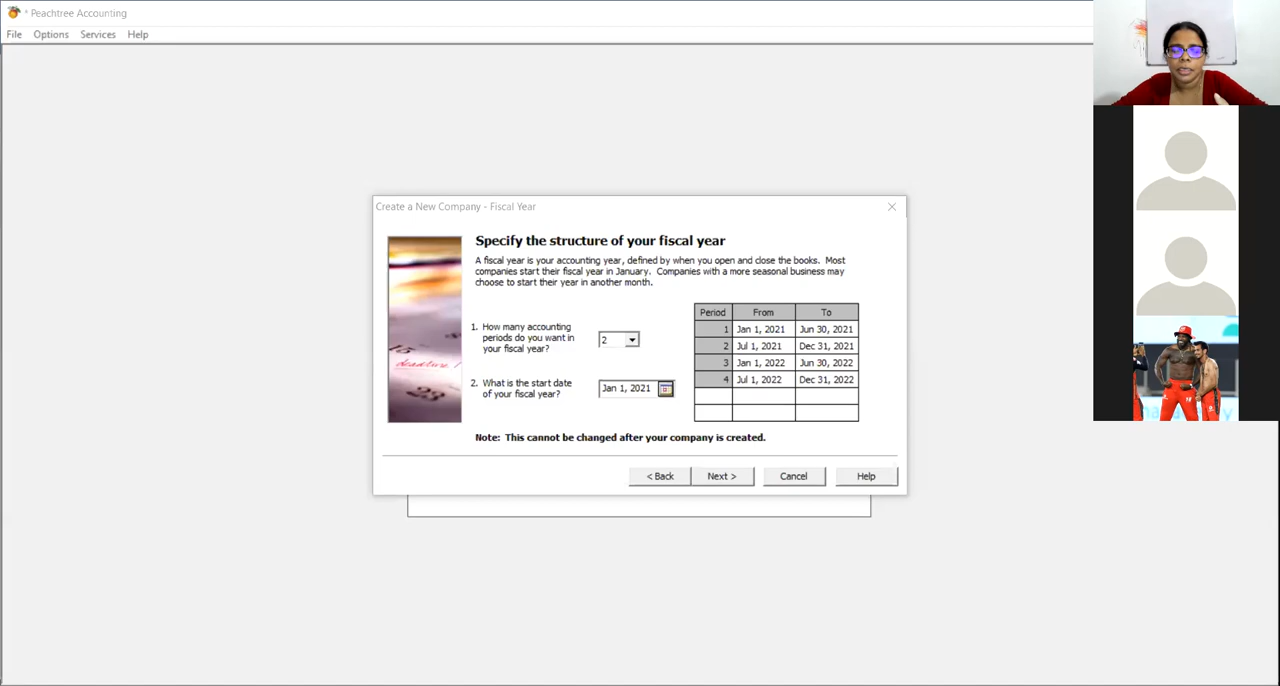 * Peachtree Accounting
File Options Services Help
Create a New Company - Fiscal Year
Specify the structure of your fiscal year
A fiscal year is your accounting year, defined by when you open and close the books. Most
companies start their fiscal year in January. Companies with a more seasonal business may
choose to start their year in another month.
1. How many accounting
periods do you want in
your fiscal year?
2
2. What is the start date
of your fiscal year?
Jan 1, 2021
Period From To
1 Jan 1, 2021 Jun 30, 2021
2 Jul 1, 2021 Dec 31, 2021
3 Jan 1, 2022 Jun 30, 2022
4 Jul 1, 2022 Dec 31, 2022
deadline!
Note: This cannot be changed after your company is created.
< Back Next > Cancel Help